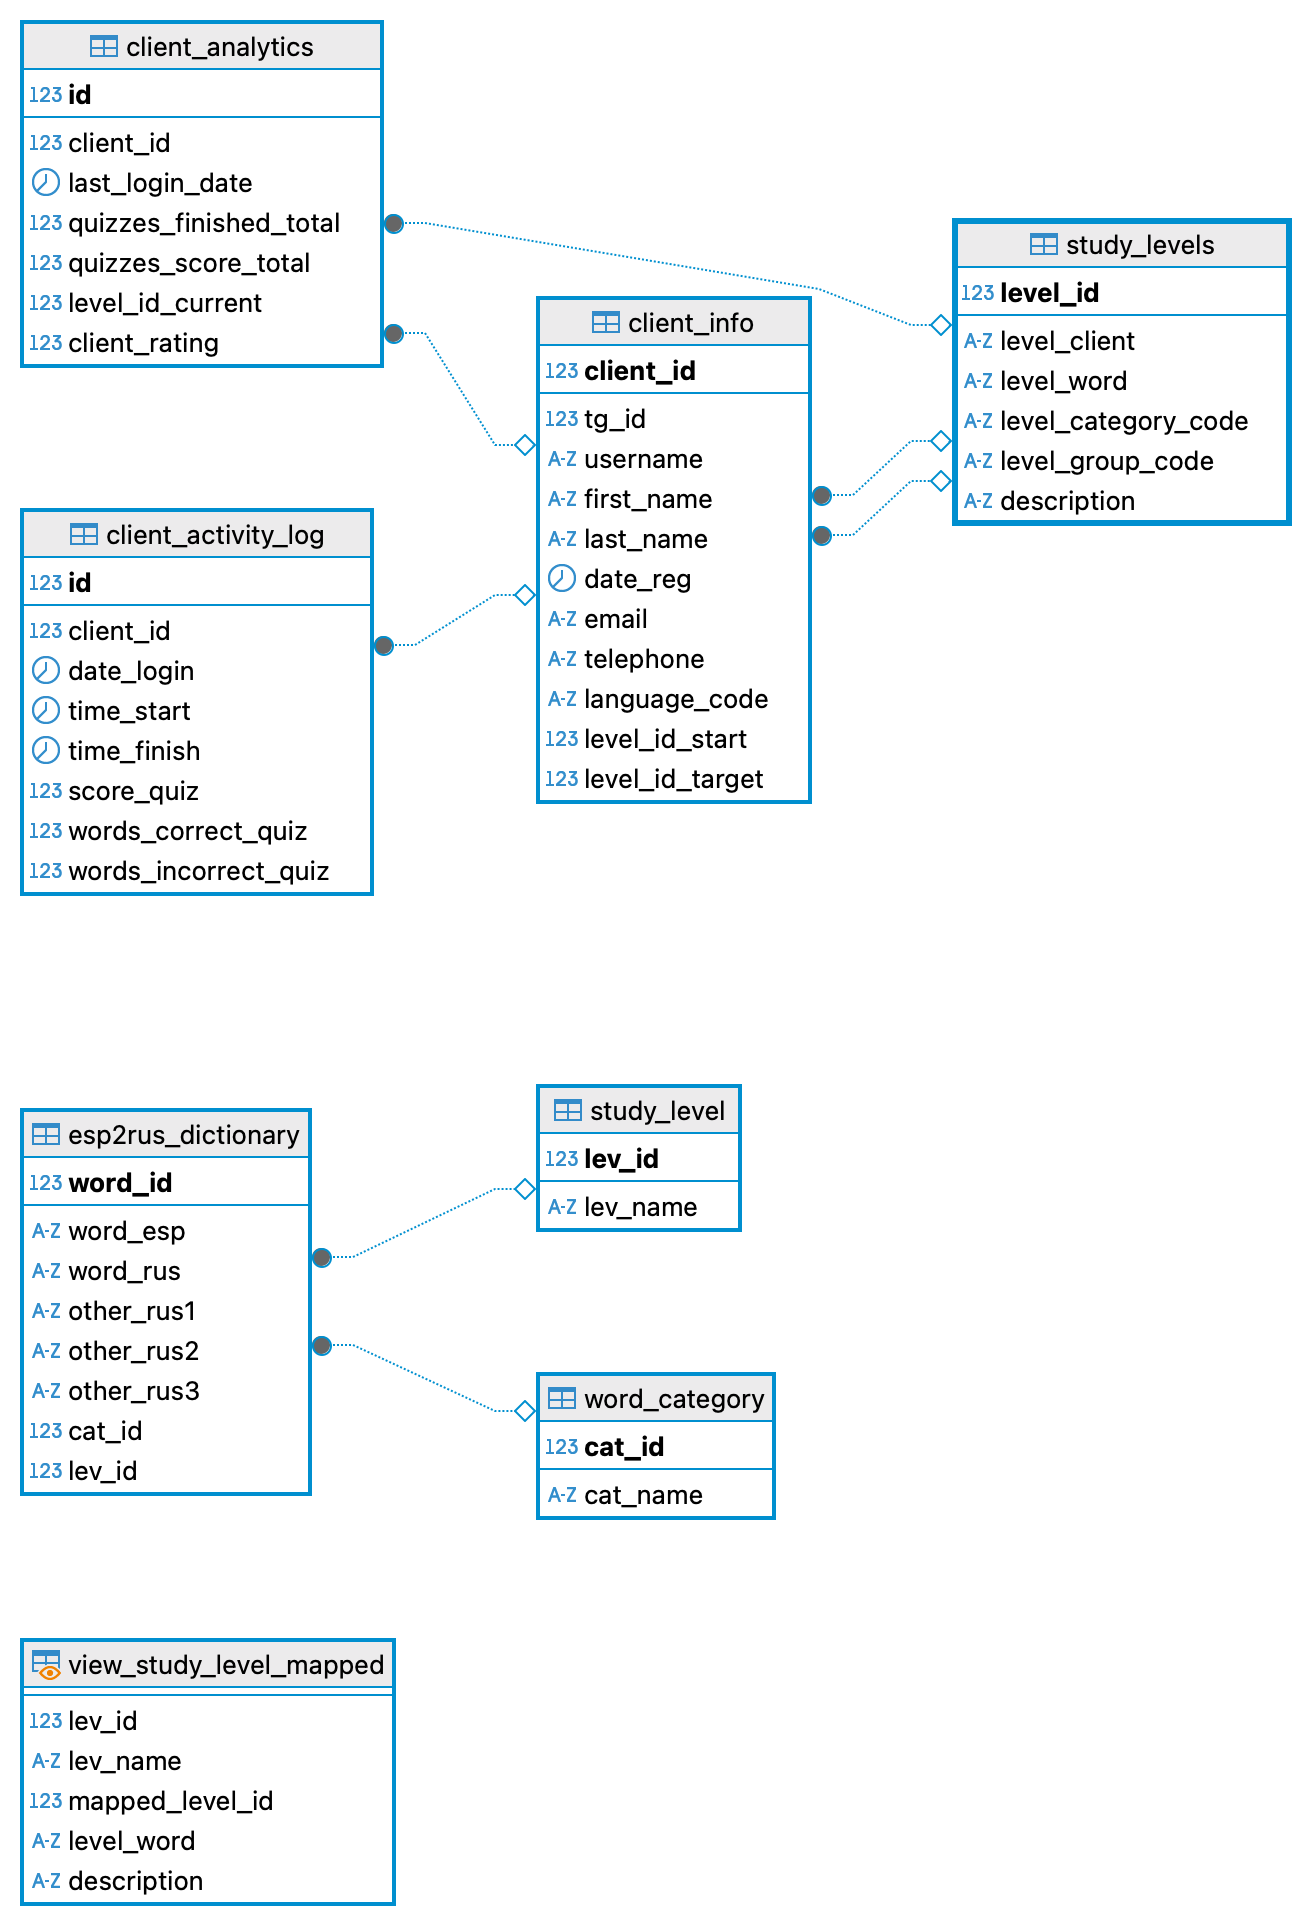 client_analytics
123 id
123 client_id
last_login_date
123 quizzes_finished_total
123 quizzes_score_total
123 level_id_current
123 client_rating
study_levels
123 level_id
A-Z level_client
A-Z level_word
A-Z level_category_code
A-Z level_group_code
A-Z description
client_info
123 client_id
123 tg_id
A-Z username
A-Z first_name
A-Z last_name
date_reg
A-Z email
A-Z telephone
A-Z language_code
123 level_id_start
123 level_id_target
client_activity_log
123 id
123 client_id
date_login
time_start
time_finish
123 score_quiz
123 words_correct_quiz
123 words_incorrect_quiz
esp2rus_dictionary
123 word_id
A-Z word_esp
A-Z word_rus
A-Z other_rus1
A-Z other_rus2
A-Z other_rus3
123 cat_id
123 lev_id
study_level
123 lev_id
A-Z lev_name
word_category
123 cat_id
A-Z cat_name
view_study_level_mapped
123 lev_id
A-Z lev_name
123 mapped_level_id
A-Z level_word
A-Z description